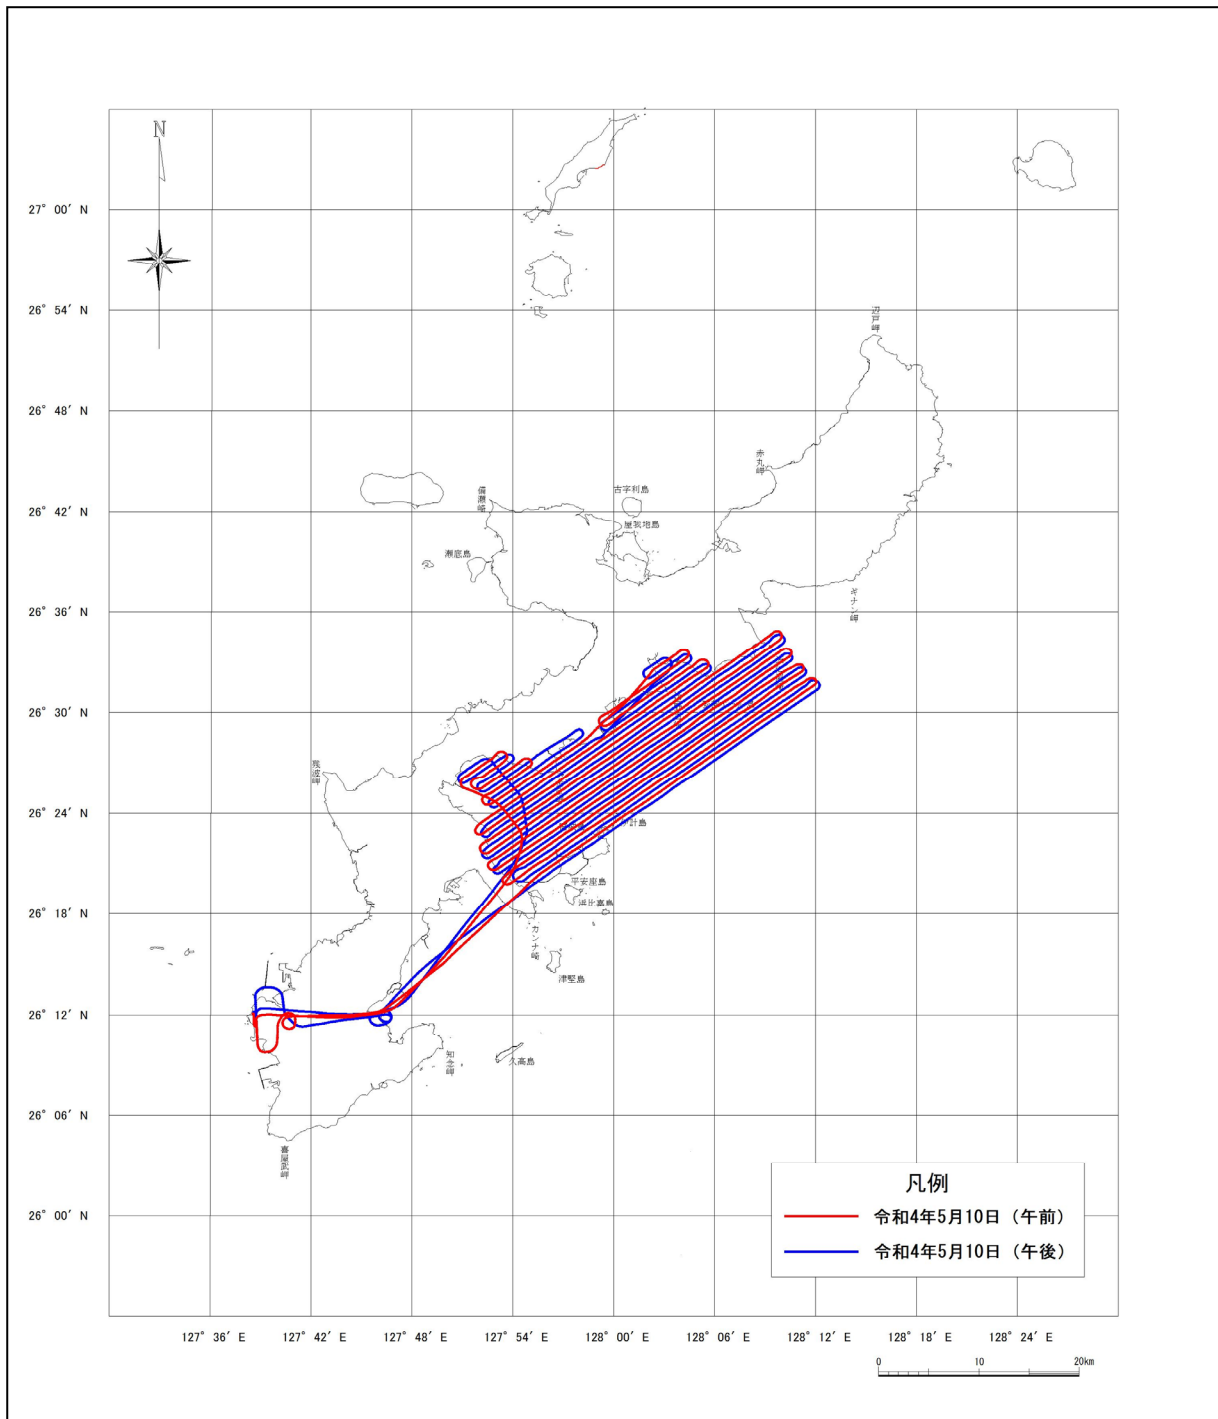 N
27° 00′ N
26° 54′ N
辺戸岬
26° 48′ N
赤丸岬
備瀬崎
古宇利島
26° 42′ N
屋我地島
瀬底島
26° 36′ N
ギナン岬
26° 30′ N
残波岬
26° 24′ N
伊計島
平安座島
26° 18′ N
浜比嘉島
カンナ崎
津堅島
26° 12′ N
知念岬
久高島
26° 06′ N
喜屋武岬
26° 00′ N
凡例
令和4年5月10日（午前）
令和4年5月10日（午後）
127° 36′ E 127° 42′ E 127° 48′ E 127° 54′ E 128° 00′ E 128° 06′ E 128° 12′ E 128° 18′ E 128° 24′ E
0 10 20km